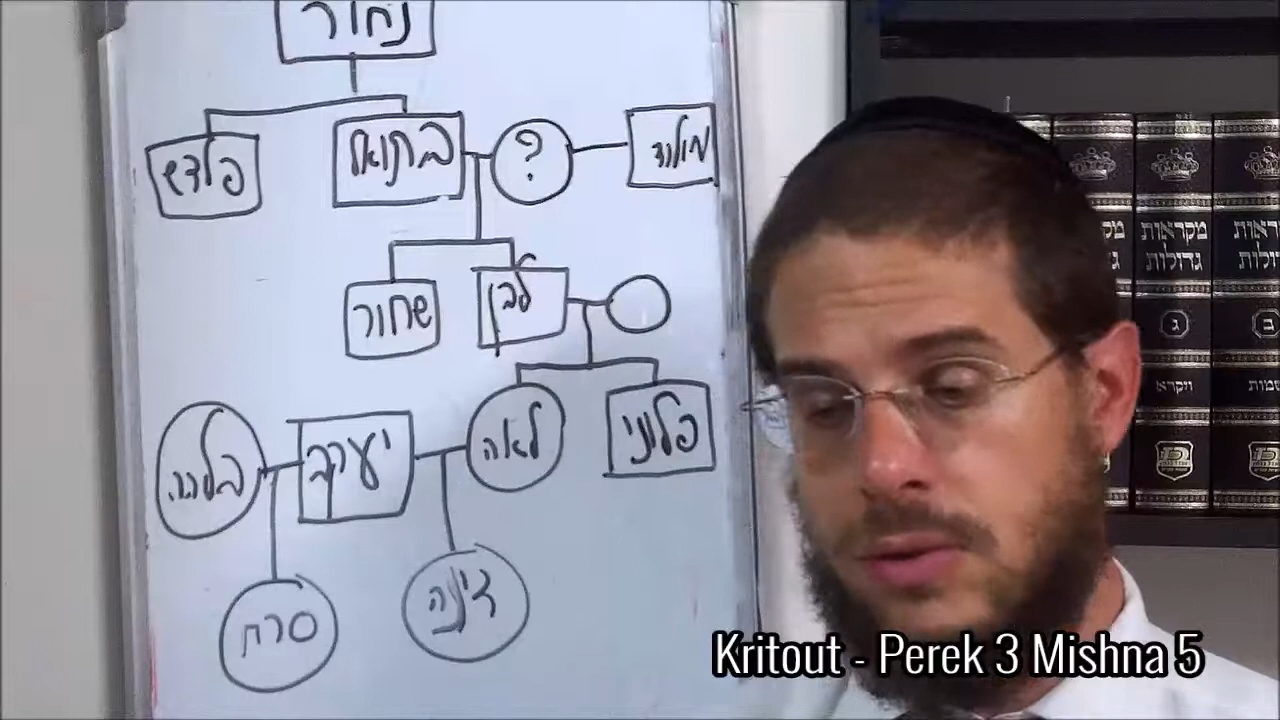 נחור
פלדש
בתואל
?
מולוד
שחור
לבן
בלהה
יעקב
לאה
פלוני
סרח
דינה
מקראות
גדולות
ג
ויקרא
ב
Kritout - Perek 3 Mishna 5